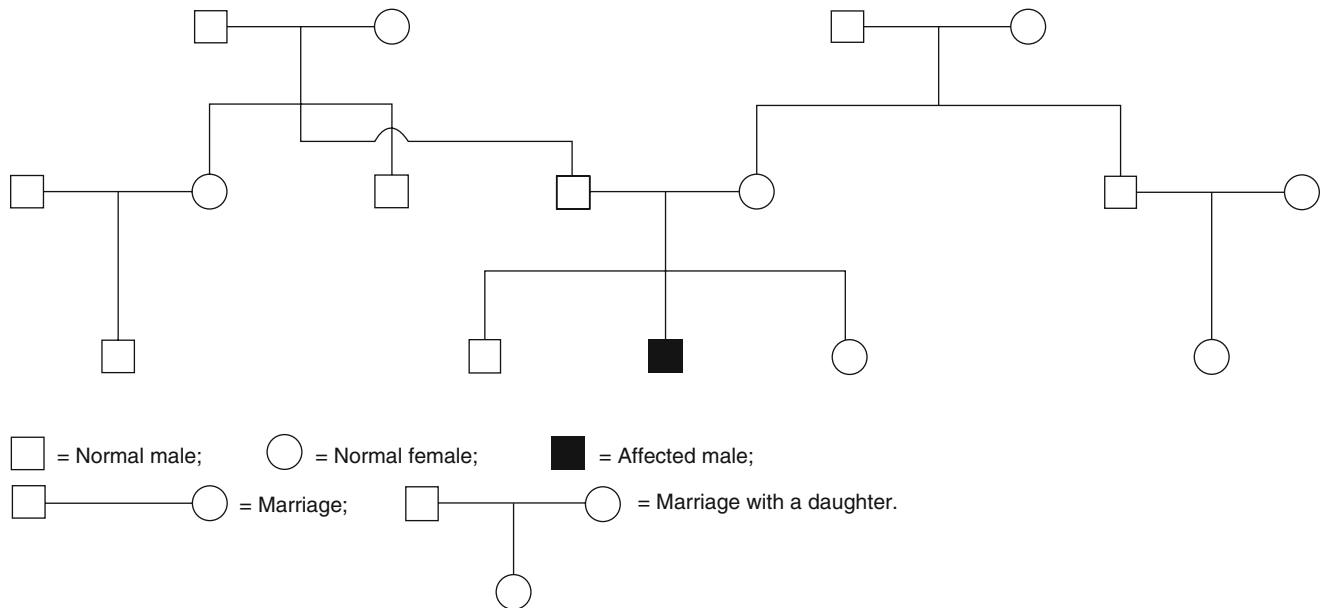 = Normal male; = Normal female; = Affected male;
= Marriage; = Marriage with a daughter.